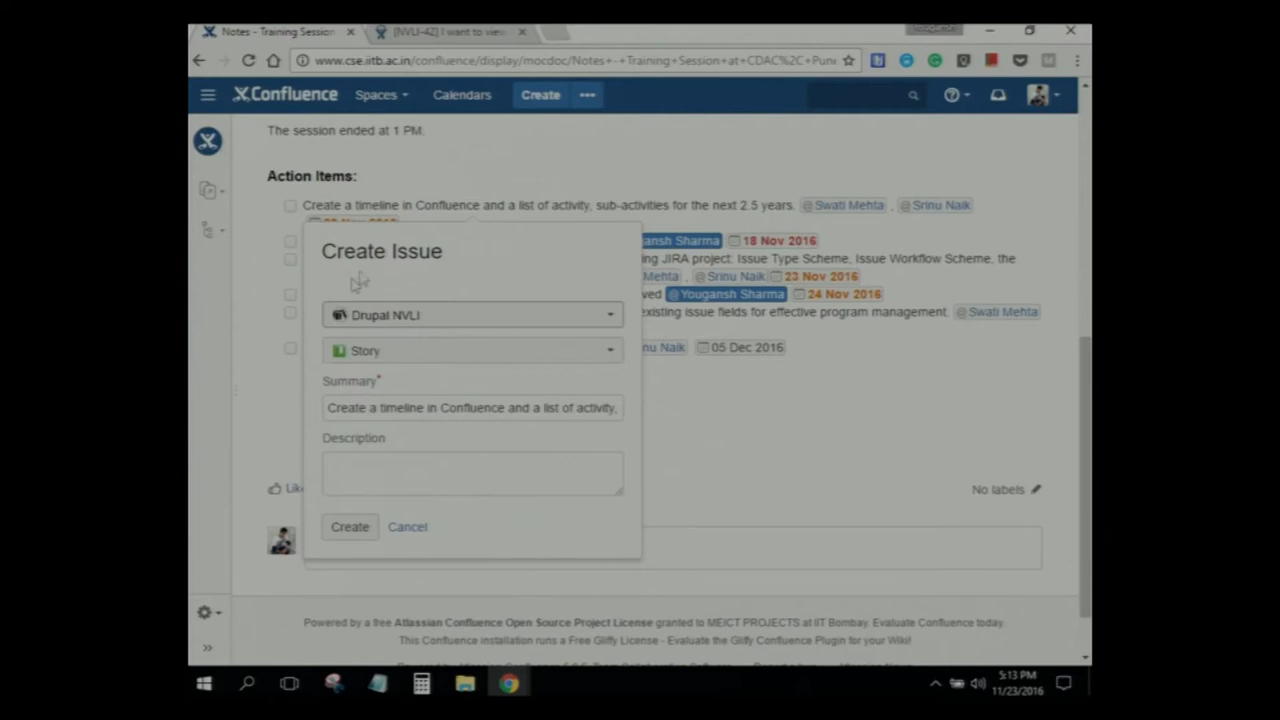 Notes - Training Session
[NVLI-42] I want to view
www.cse.iitb.ac.in/confluence/display/mocdoc/Notes+-+Training+Session+at+CDAC%2C+Pun
Confluence Spaces Calendars Create
The session ended at 1 PM.
Action Items:
Create a timeline in Confluence and a list of activity, sub-activities for the next 2.5 years. @Swati Mehta , @Srinu Naik
gansh Sharma 18 Nov 2016
ing JIRA project: Issue Type Scheme, Issue Workflow Scheme, the
Mehta , @Srinu Naik 23 Nov 2016
ved @Yougansh Sharma 24 Nov 2016
existing issue fields for effective program management. @Swati Mehta
nu Naik 05 Dec 2016
Create Issue
Drupal NVLI
Story
Summary*
Create a timeline in Confluence and a list of activity,
Description
Create Cancel
Lik
No labels
Powered by a free Atlassian Confluence Open Source Project License granted to MEICT PROJECTS at IIT Bombay. Evaluate Confluence today.
This Confluence installation runs a Free Gliffy License - Evaluate the Gliffy Confluence Plugin for your Wiki!
5:13 PM
11/23/2016